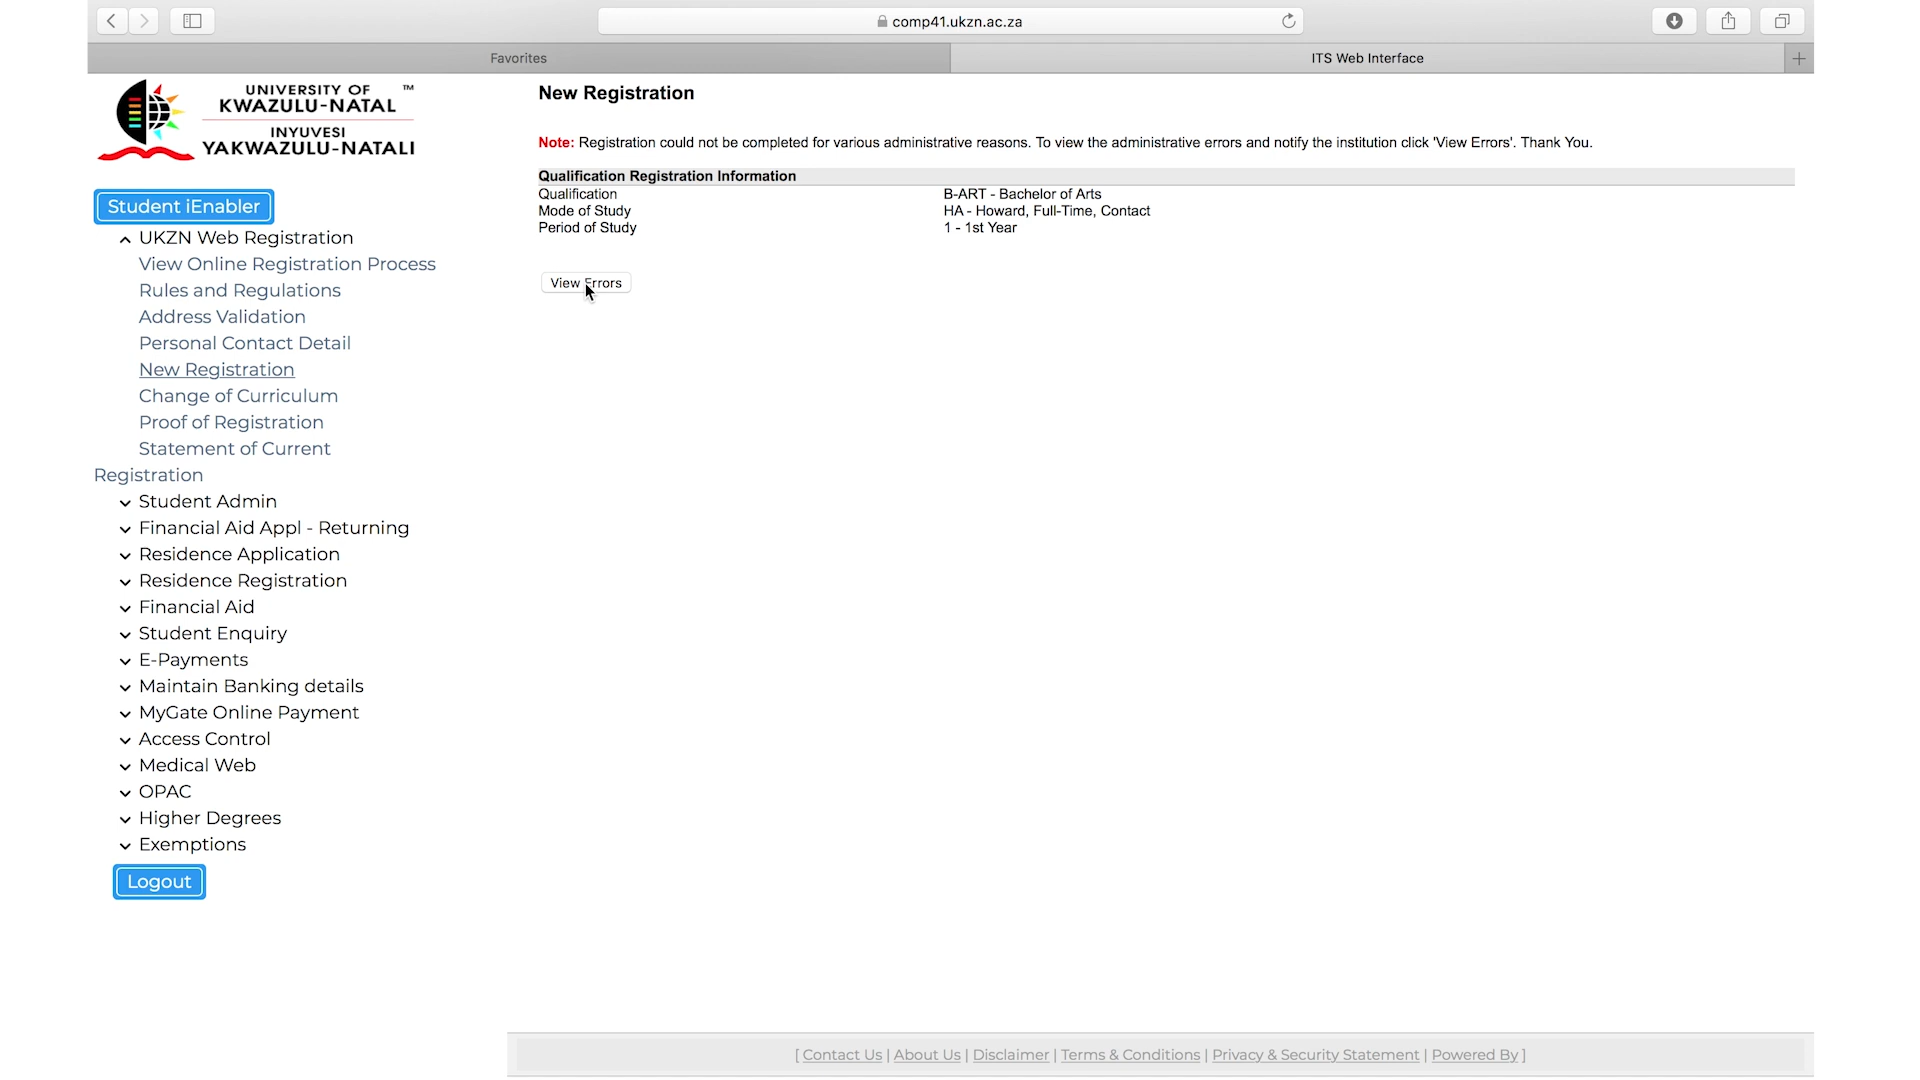 comp41.ukzn.ac.za
Favorites
ITS Web Interface
UNIVERSITY OF ™
KWAZULU-NATAL
INYUVESI
YAKWAZULU-NATALI
Student iEnabler
UKZN Web Registration
View Online Registration Process
Rules and Regulations
Address Validation
Personal Contact Detail
New Registration
Change of Curriculum
Proof of Registration
Statement of Current
Registration
Student Admin
Financial Aid Appl - Returning
Residence Application
Residence Registration
Financial Aid
Student Enquiry
E-Payments
Maintain Banking details
MyGate Online Payment
Access Control
Medical Web
OPAC
Higher Degrees
Exemptions
Logout
New Registration
Note: Registration could not be completed for various administrative reasons. To view the administrative errors and notify the institution click 'View Errors'. Thank You.
Qualification Registration Information
Qualification B-ART - Bachelor of Arts
Mode of Study HA - Howard, Full-Time, Contact
Period of Study 1 - 1st Year
View Errors
[ Contact Us | About Us | Disclaimer | Terms & Conditions | Privacy & Security Statement | Powered By ]